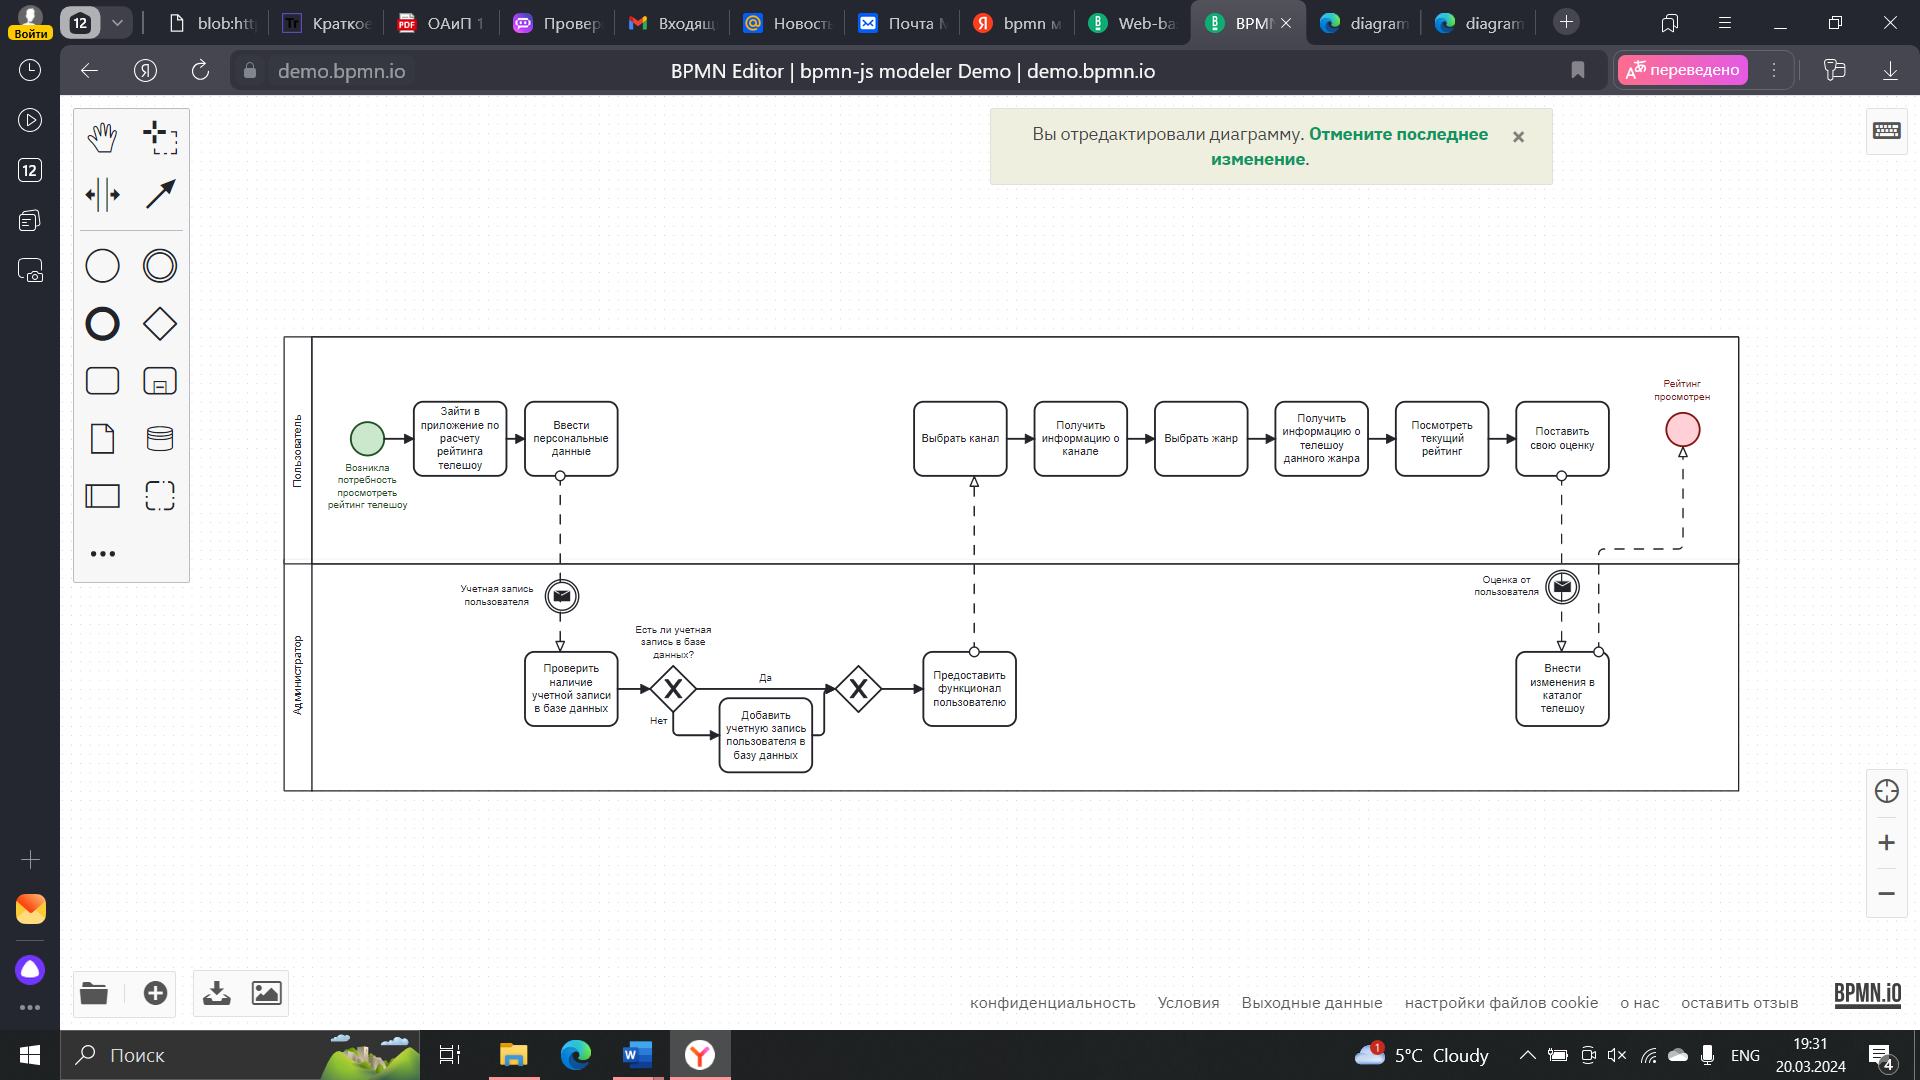 Войти
12
blob:htt
Краткое
ОАиП 1
Провер
Входящ
Новост
Почта М
bpmn м
Web-ba
BPMN
diagram
diagram
demo.bpmn.io
BPMN Editor | bpmn-js modeler Demo | demo.bpmn.io
переведено
12
Вы отредактировали диаграмму. Отмените последнее
изменение.
Пользователь
Возникла
потребность
просмотреть
рейтинг телешоу
Зайти в
приложение по
расчету
рейтинга
телешоу
Ввести
персональные
данные
Выбрать канал
Получить
информацию о
канале
Выбрать жанр
Получить
информацию о
телешоу
данного жанра
Посмотреть
текущий
рейтинг
Поставить
свою оценку
Рейтинг
просмотрен
Администратор
Учетная запись
пользователя
Проверить
наличие
учетной записи
в базе данных
Есть ли учетная
запись в базе
данных?
Да
Нет
Добавить
учетную запись
пользователя в
базу данных
Предоставить
функционал
пользователю
Оценка от
пользователя
Внести
изменения в
каталог
телешоу
конфиденциальность
Условия
Выходные данные
настройки файлов cookie
о нас
оставить отзыв
BPMN.iO
Поиск
1
5°C Cloudy
ENG
19:31
20.03.2024
4